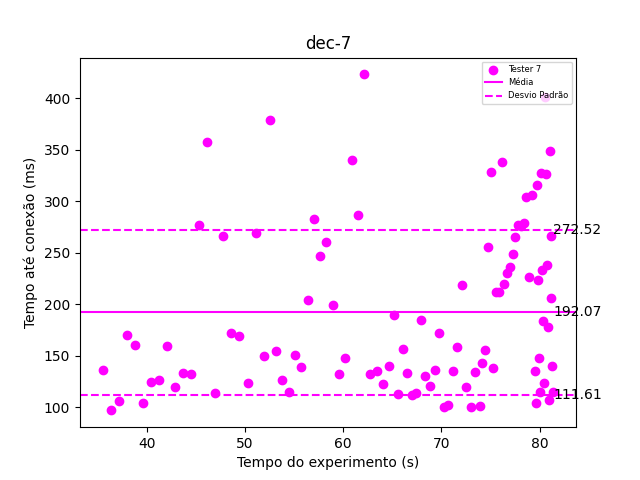 dec-7
Tester 7
Média
Desvio Padrão
Tempo até conexão (ms)
400
350
300
250
200
150
100
272.52
192.07
111.61
40
50
60
70
80
Tempo do experimento (s)